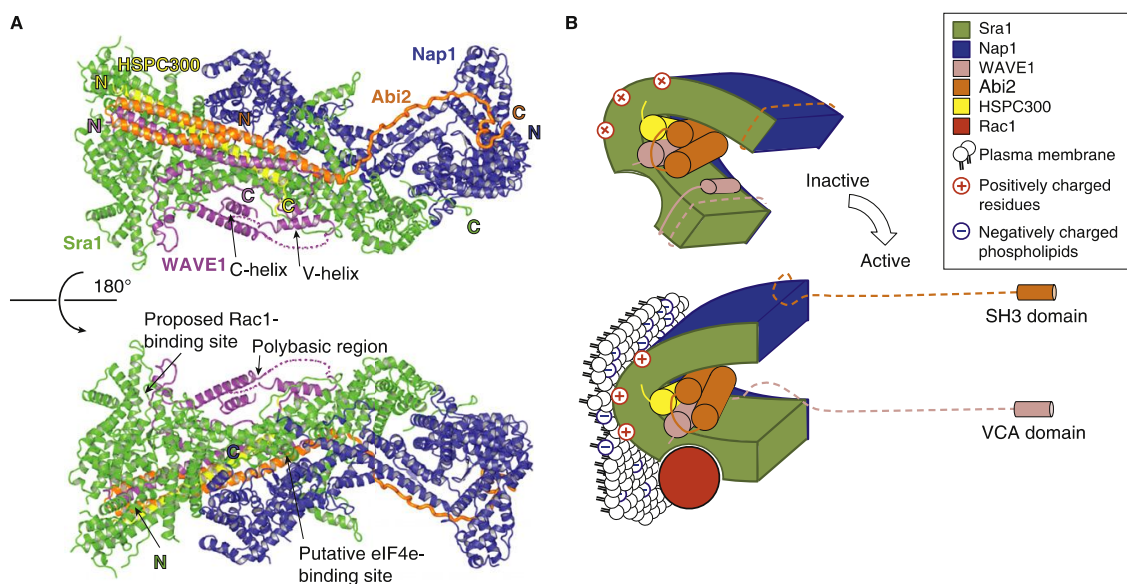 A
HSPC300
N
N
N
Nap1
Abi2
C
N
C
C
C
Sra1
WAVE1
C-helix
V-helix
180°
Proposed Rac1-
binding site
Polybasic region
C
N
Putative eIF4e-
binding site
B
Inactive
Active
SH3 domain
VCA domain
Sra1
Nap1
WAVE1
Abi2
HSPC300
Rac1
Plasma membrane
Positively charged
residues
Negatively charged
phospholipids